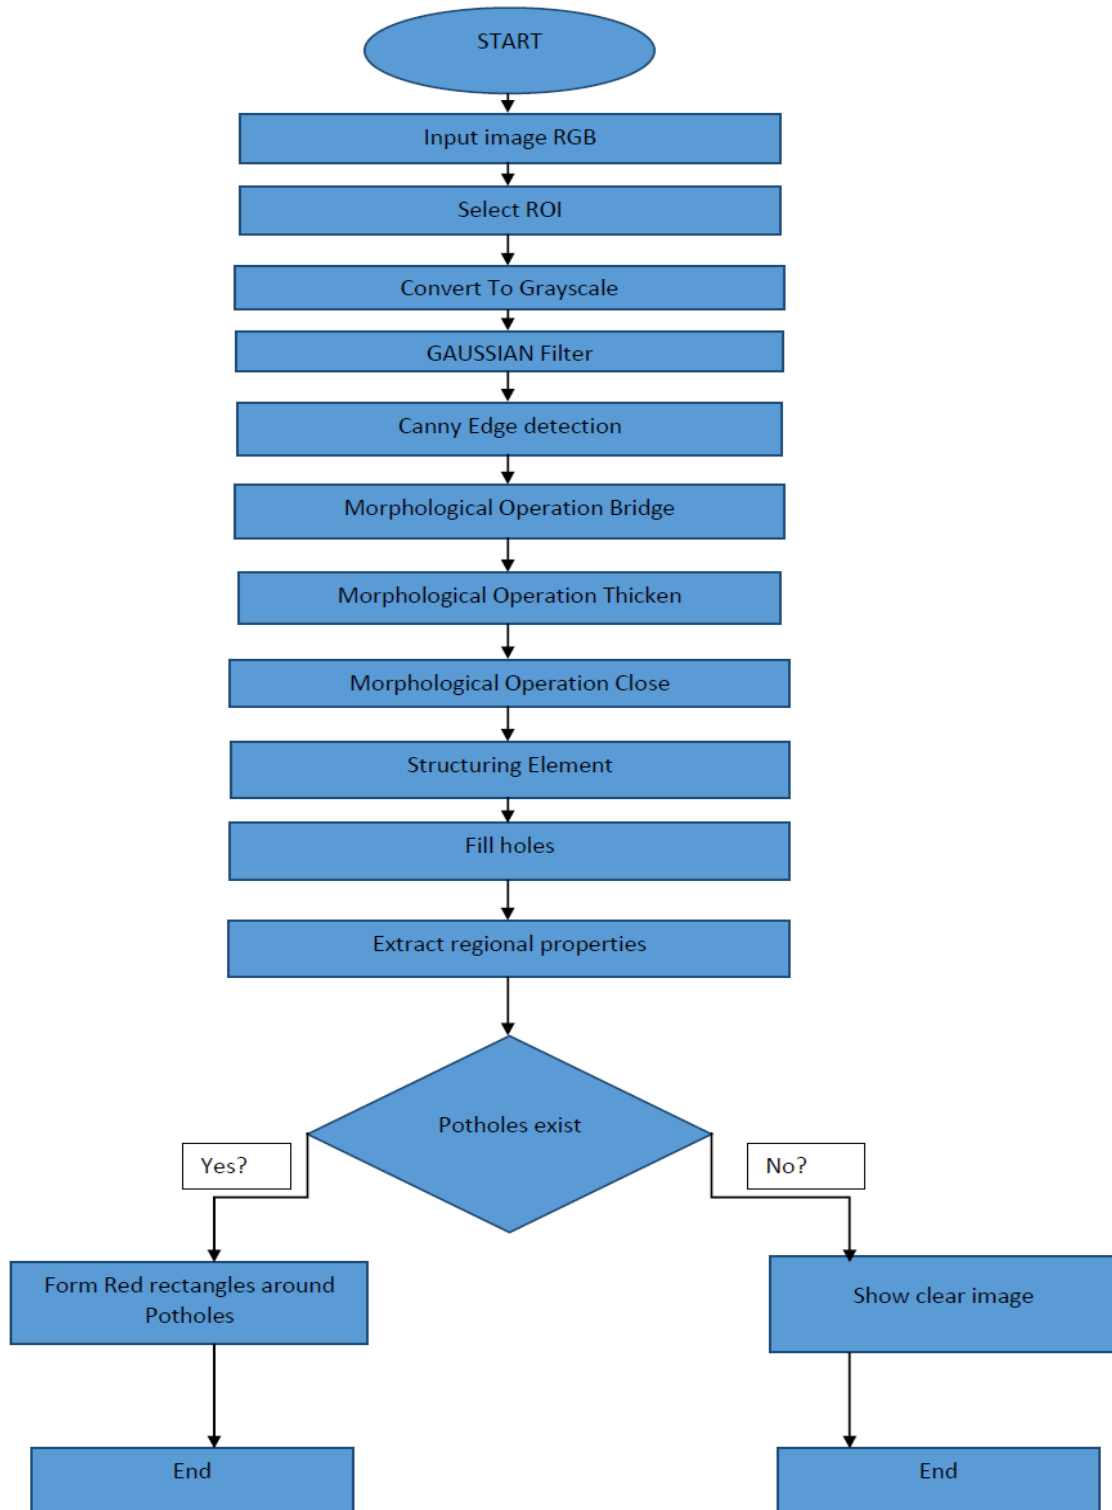 START
Input image RGB
Select ROI
Convert To Grayscale
GAUSSIAN Filter
Canny Edge detection
Morphological Operation Bridge
Morphological Operation Thicken
Morphological Operation Close
Structuring Element
Fill holes
Extract regional properties
Potholes exist
Yes?
No?
Form Red rectangles around
Potholes
Show clear image
End
End